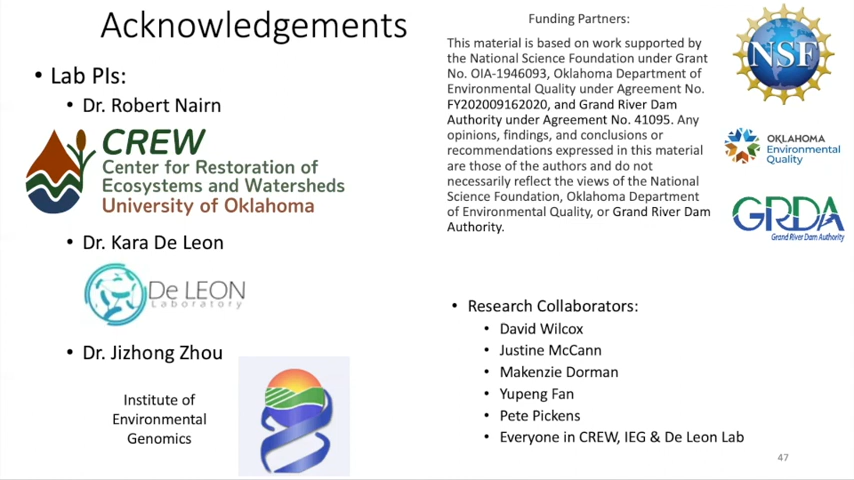 Acknowledgements
• Lab PIs:
• Dr. Robert Nairn
CREW
Center for Restoration of
Ecosystems and Watersheds
University of Oklahoma
• Dr. Kara De Leon
De LEON
Laboratory
• Dr. Jizhong Zhou
Institute of
Environmental
Genomics
Funding Partners:
This material is based on work supported by
the National Science Foundation under Grant
No. OIA-1946093, Oklahoma Department of
Environmental Quality under Agreement No.
FY202009162020, and Grand River Dam
Authority under Agreement No. 41095. Any
opinions, findings, and conclusions or
recommendations expressed in this material
are those of the authors and do not
necessarily reflect the views of the National
Science Foundation, Oklahoma Department
of Environmental Quality, or Grand River Dam
Authority.
NSF
OKLAHOMA
Environmental
Quality
GRDA
Grand River Dam Authority
• Research Collaborators:
• David Wilcox
• Justine McCann
• Makenzie Dorman
• Yupeng Fan
• Pete Pickens
• Everyone in CREW, IEG & De Leon Lab
47